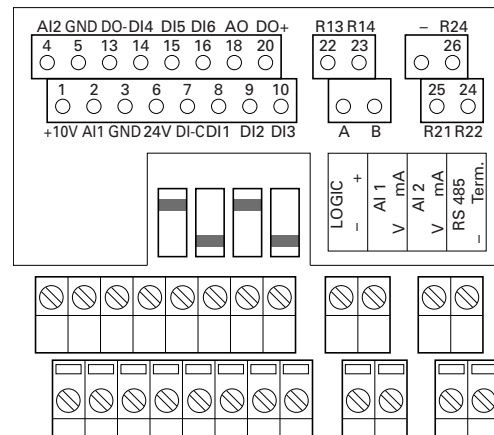 AI2 GND DO- DI4 DI5 DI6 AO DO+ R13 R14 – R24
4 5 13 14 15 16 18 20 22 23 26
1 2 3 6 7 8 9 10 25 24
+10V AI1 GND 24V DI-C DI1 DI2 DI3 A B R21 R22
LOGIC
– +
AI 1
V mA
AI 2
V mA
RS 485
– Term.